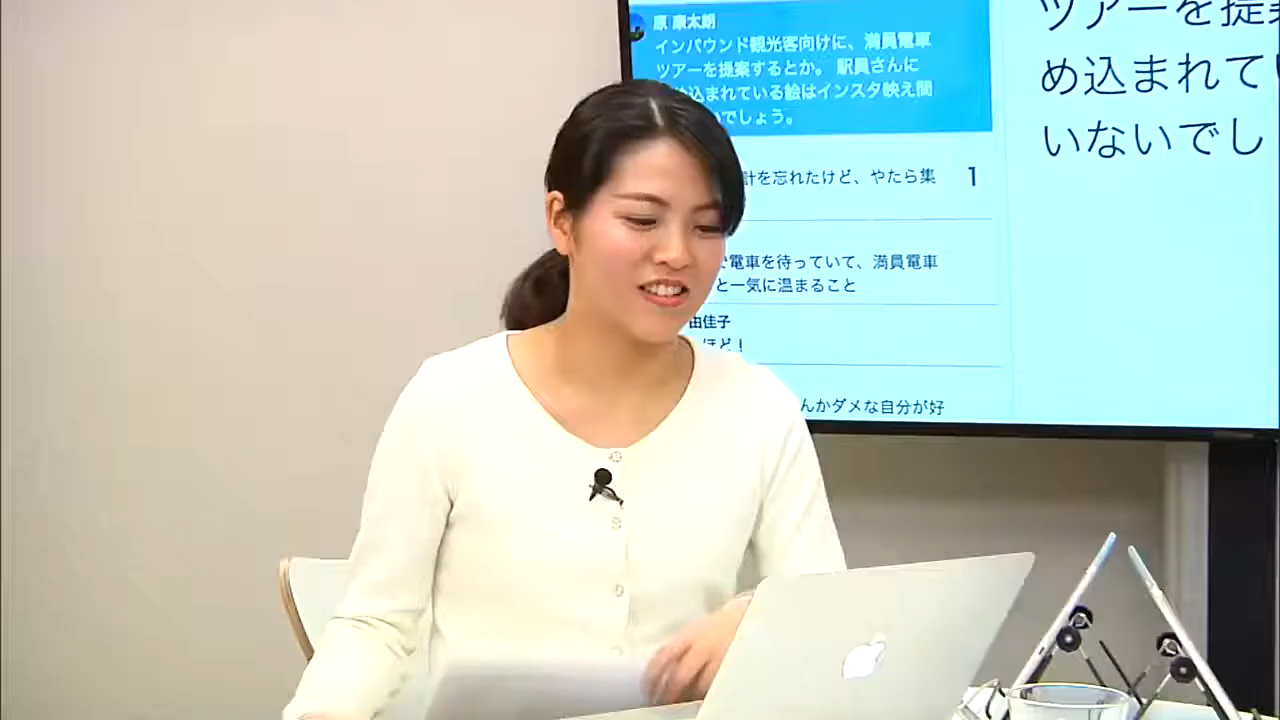 原 康太朗
インバウンド観光客向けに、満員電車
ツアーを提案するとか。 駅員さんに
込まれている絵はインスタ映え間
でしょう。
計を忘れたけど、やたら集
1
電車を待っていて、満員電車
と一気に温まること
由佳子
ほど！
んかダメな自分が好
ツアーを提案
め込まれて
いないでし